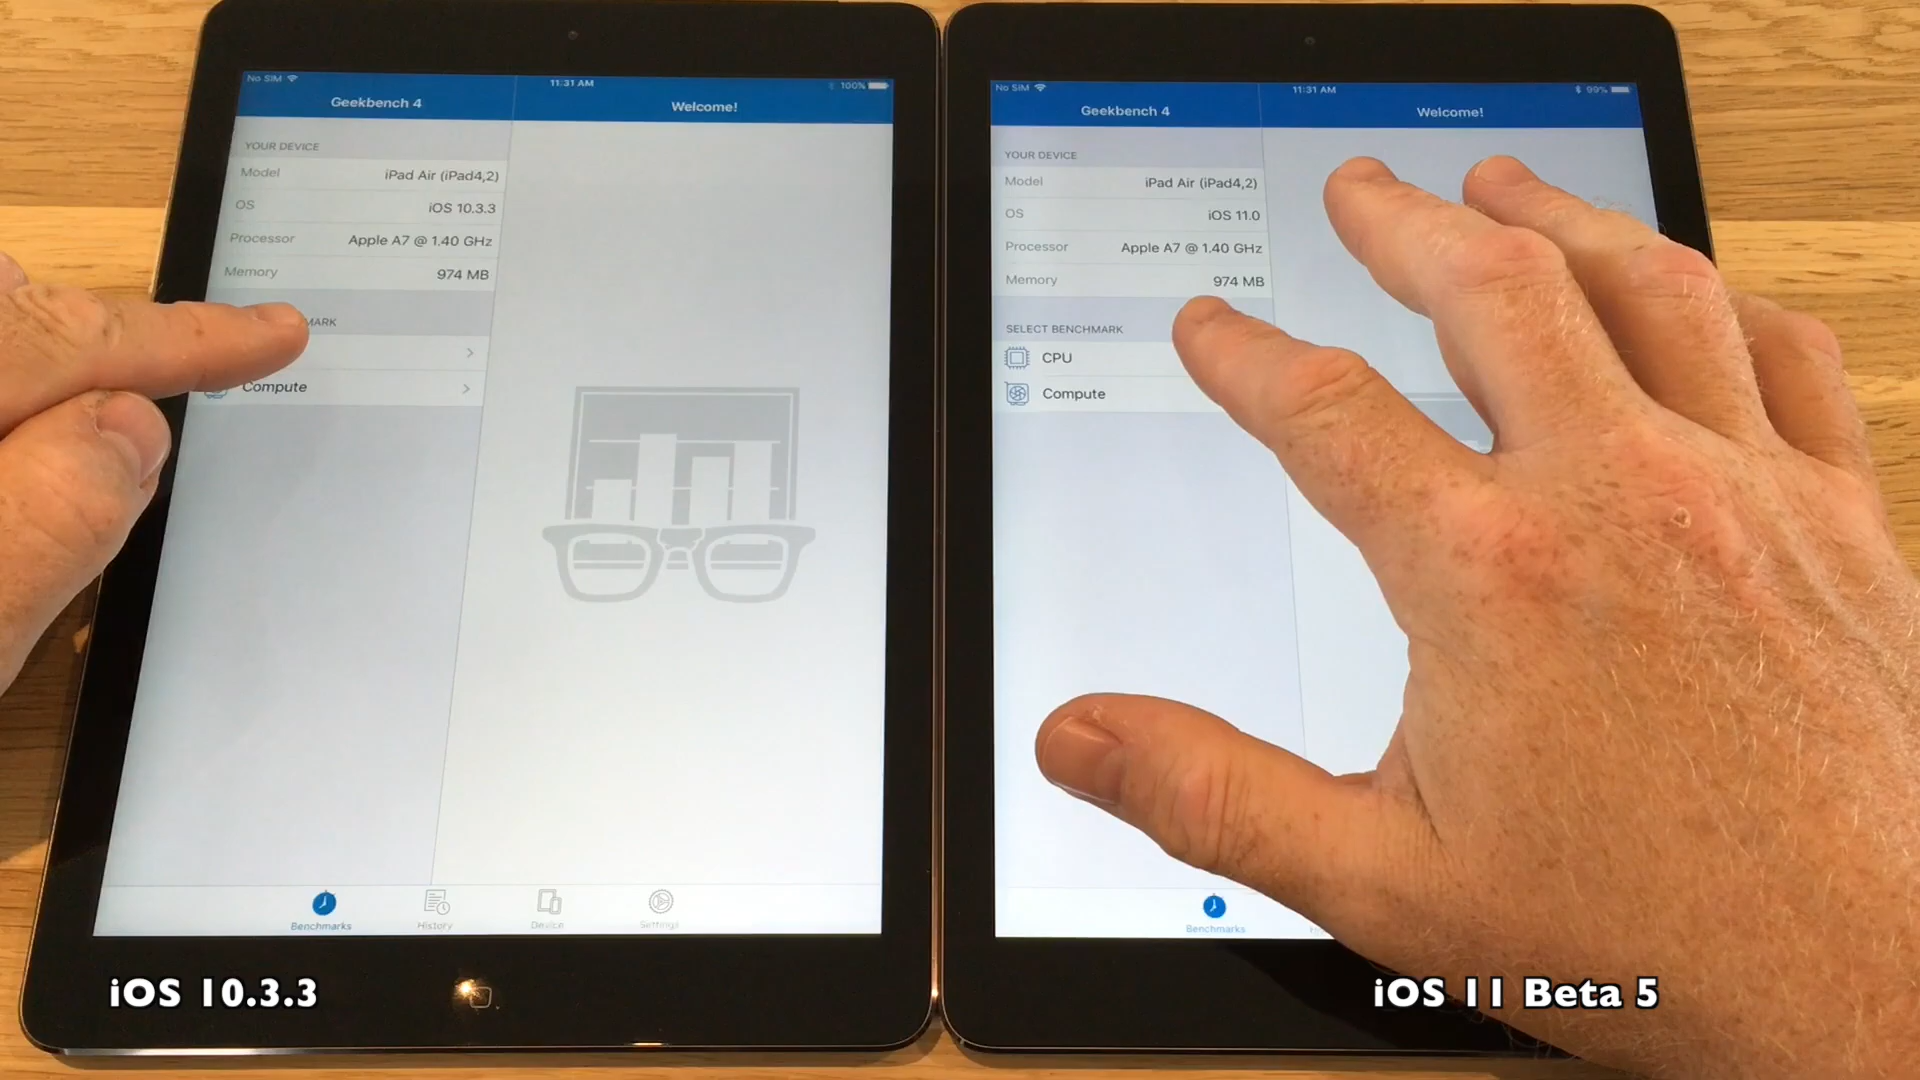 No SIM
11:31 AM
100%
Geekbench 4
Welcome!
YOUR DEVICE
Model
iPad Air (iPad4,2)
OS
iOS 10.3.3
Processor
Apple A7 @ 1.40 GHz
Memory
974 MB
MARK
Compute
Benchmarks
History
Device
Settings
iOS 10.3.3
No SIM
11:31 AM
99%
Geekbench 4
Welcome!
YOUR DEVICE
Model
iPad Air (iPad4,2)
OS
iOS 11.0
Processor
Apple A7 @ 1.40 GHz
Memory
974 MB
SELECT BENCHMARK
CPU
Compute
Benchmarks
iOS 11 Beta 5